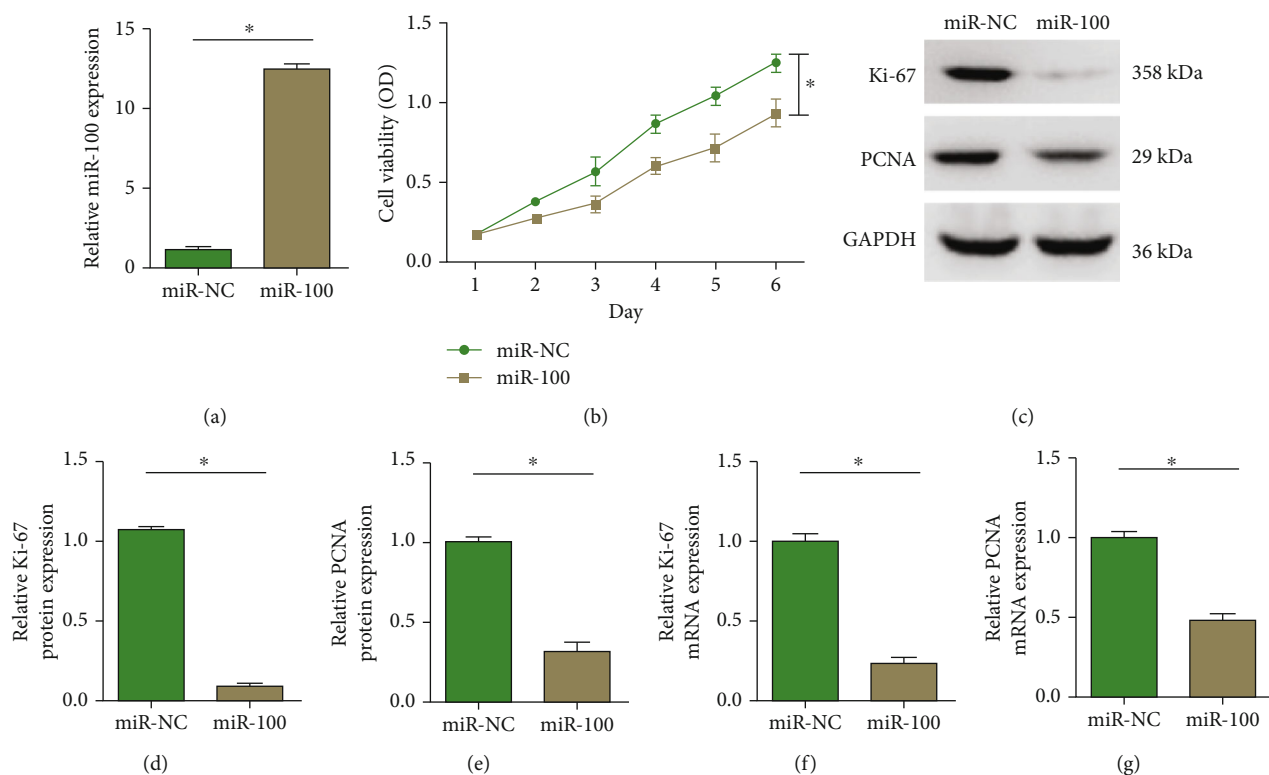 Relative miR-100 expression
15
10
5
0
*
miR-NC
miR-100
(a)
Cell viability (OD)
1.5
1.0
0.5
0.0
*
1 2 3 4 5 6
Day
miR-NC
miR-100
(b)
miR-NC miR-100
Ki-67 358 kDa
PCNA 29 kDa
GAPDH 36 kDa
(c)
Relative Ki-67
protein expression
1.5
1.0
0.5
0.0
*
miR-NC miR-100
(d)
Relative PCNA
protein expression
1.5
1.0
0.5
0.0
*
miR-NC miR-100
(e)
Relative Ki-67
mRNA expression
1.5
1.0
0.5
0.0
*
miR-NC miR-100
(f)
Relative PCNA
mRNA expression
1.5
1.0
0.5
0.0
*
miR-NC miR-100
(g)